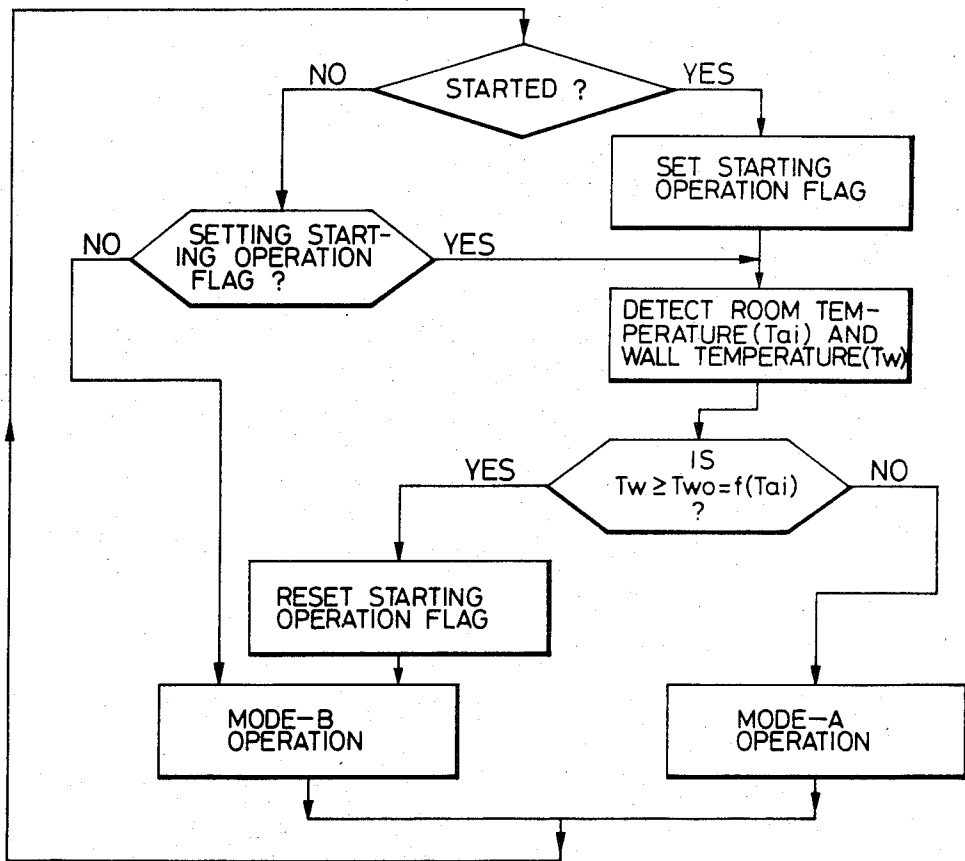 STARTED ?
NO
YES
SET STARTING
OPERATION FLAG
SETTING START-
ING OPERATION
FLAG ?
NO
YES
DETECT ROOM TEM-
PERATURE(Tai) AND
WALL TEMPERATURE(Tw)
IS
Tw ≥ Two=f(Tai)
?
YES
NO
RESET STARTING
OPERATION FLAG
MODE-B
OPERATION
MODE-A
OPERATION